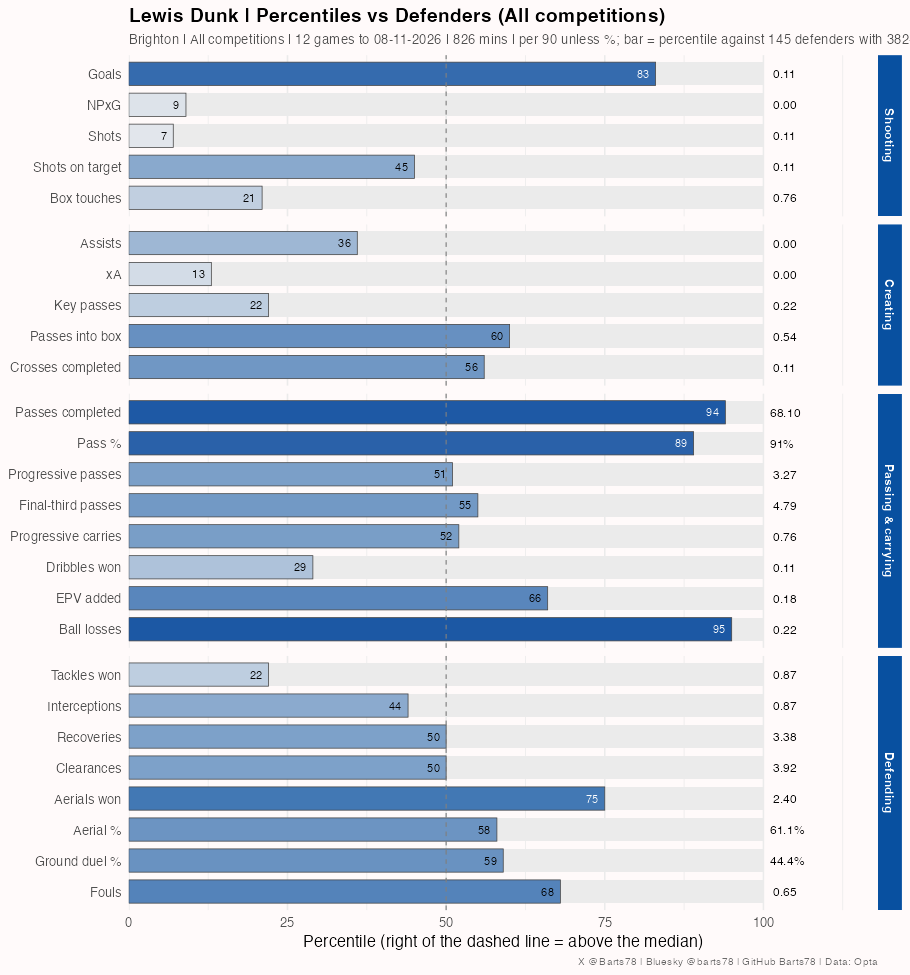 Lewis Dunk | Percentiles vs Defenders (All competitions)
Brighton | All competitions | 12 games to 08-11-2026 | 826 mins | per 90 unless %; bar = percentile against 145 defenders with 382
Goals 83 0.11
NPxG 9 0.00
Shots 7 0.11
Shots on target 45 0.11
Box touches 21 0.76
Shooting
Assists 36 0.00
xA 13 0.00
Key passes 22 0.22
Passes into box 60 0.54
Crosses completed 56 0.11
Creating
Passes completed 94 68.10
Pass % 89 91%
Progressive passes 51 3.27
Final-third passes 55 4.79
Progressive carries 52 0.76
Dribbles won 29 0.11
EPV added 66 0.18
Ball losses 95 0.22
Passing & carrying
Tackles won 22 0.87
Interceptions 44 0.87
Recoveries 50 3.38
Clearances 50 3.92
Aerials won 75 2.40
Aerial % 58 61.1%
Ground duel % 59 44.4%
Fouls 68 0.65
Defending
0 25 50 75 100
Percentile (right of the dashed line = above the median)
X @Barts78 | Bluesky @barts78 | GitHub Barts78 | Data: Opta